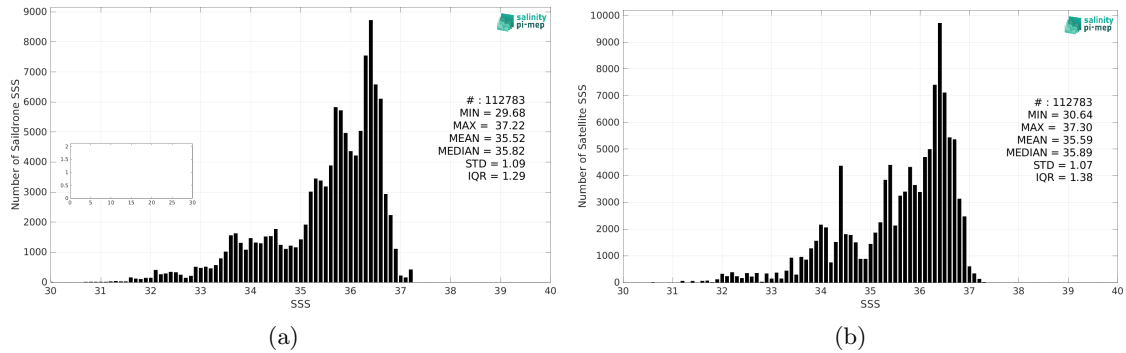 9000
8000
7000
6000
5000
4000
3000
2000
1000
0
Number of Saildrone SSS
salinity
pi-mep
# : 112783
MIN = 29.68
MAX = 37.22
MEAN = 35.52
MEDIAN = 35.82
STD = 1.09
IQR = 1.29
2
1.5
1
0.5
0
0 5 10 15 20 25 30
30 31 32 33 34 35 36 37 38 39 40
SSS
(a)
10000
9000
8000
7000
6000
5000
4000
3000
2000
1000
0
Number of Satellite SSS
salinity
pi-mep
# : 112783
MIN = 30.64
MAX = 37.30
MEAN = 35.59
MEDIAN = 35.89
STD = 1.07
IQR = 1.38
30 31 32 33 34 35 36 37 38 39 40
SSS
(b)